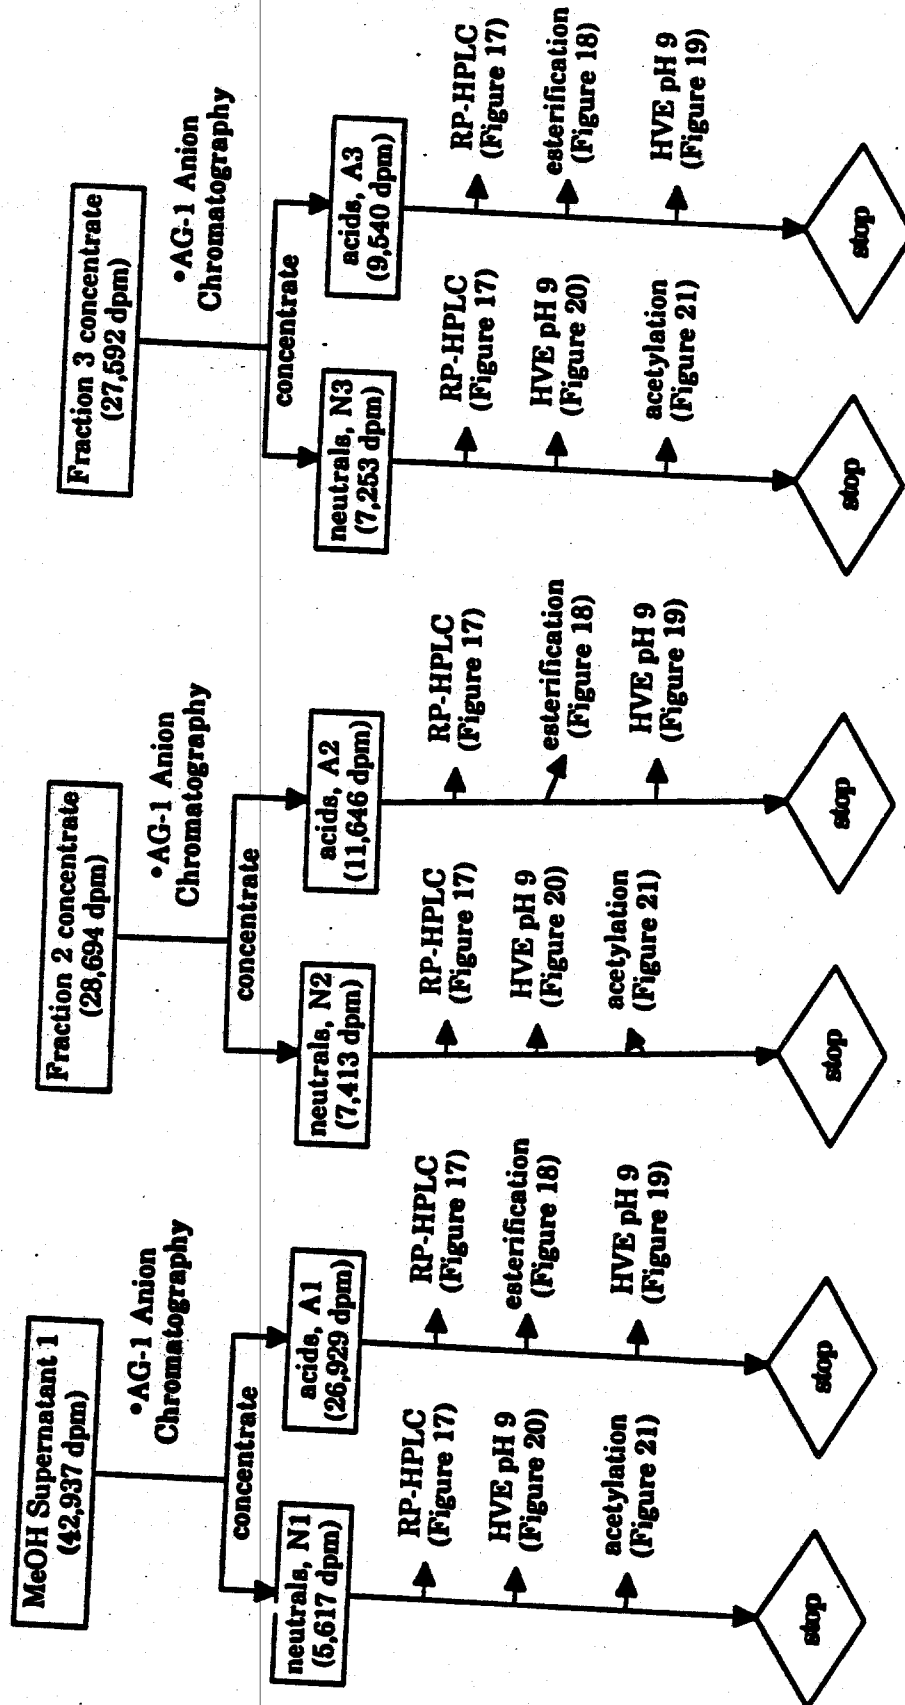 MeOH Supernatant 1
(42,937 dpm)
•AG-1 Anion
Chromatography
concentrate
neutrals, N1
(5,617 dpm)
RP-HPLC
(Figure 17)
HVE pH 9
(Figure 20)
acetylation
(Figure 21)
stop
acids, A1
(26,929 dpm)
RP-HPLC
(Figure 17)
esterification
(Figure 18)
HVE pH 9
(Figure 19)
stop
Fraction 2 concentrate
(28,694 dpm)
•AG-1 Anion
Chromatography
concentrate
neutrals, N2
(7,413 dpm)
RP-HPLC
(Figure 17)
HVE pH 9
(Figure 20)
acetylation
(Figure 21)
stop
acids, A2
(11,646 dpm)
RP-HPLC
(Figure 17)
esterification
(Figure 18)
HVE pH 9
(Figure 19)
stop
Fraction 3 concentrate
(27,592 dpm)
•AG-1 Anion
Chromatography
concentrate
neutrals, N3
(7,253 dpm)
RP-HPLC
(Figure 17)
HVE pH 9
(Figure 20)
acetylation
(Figure 21)
stop
acids, A3
(9,540 dpm)
RP-HPLC
(Figure 17)
esterification
(Figure 18)
HVE pH 9
(Figure 19)
stop